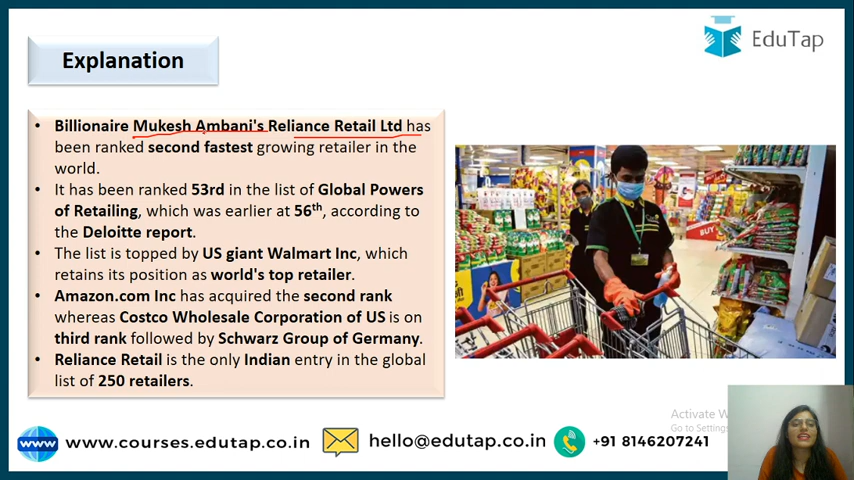 EduTap
Explanation
• Billionaire Mukesh Ambani's Reliance Retail Ltd has
been ranked second fastest growing retailer in the
world.
• It has been ranked 53rd in the list of Global Powers
of Retailing, which was earlier at 56th, according to
the Deloitte report.
• The list is topped by US giant Walmart Inc, which
retains its position as world's top retailer.
• Amazon.com Inc has acquired the second rank
whereas Costco Wholesale Corporation of US is on
third rank followed by Schwarz Group of Germany.
• Reliance Retail is the only Indian entry in the global
list of 250 retailers.
BUY
Activate W
Go to Settings
www
www.courses.edutap.co.in
hello@edutap.co.in
+91 8146207241